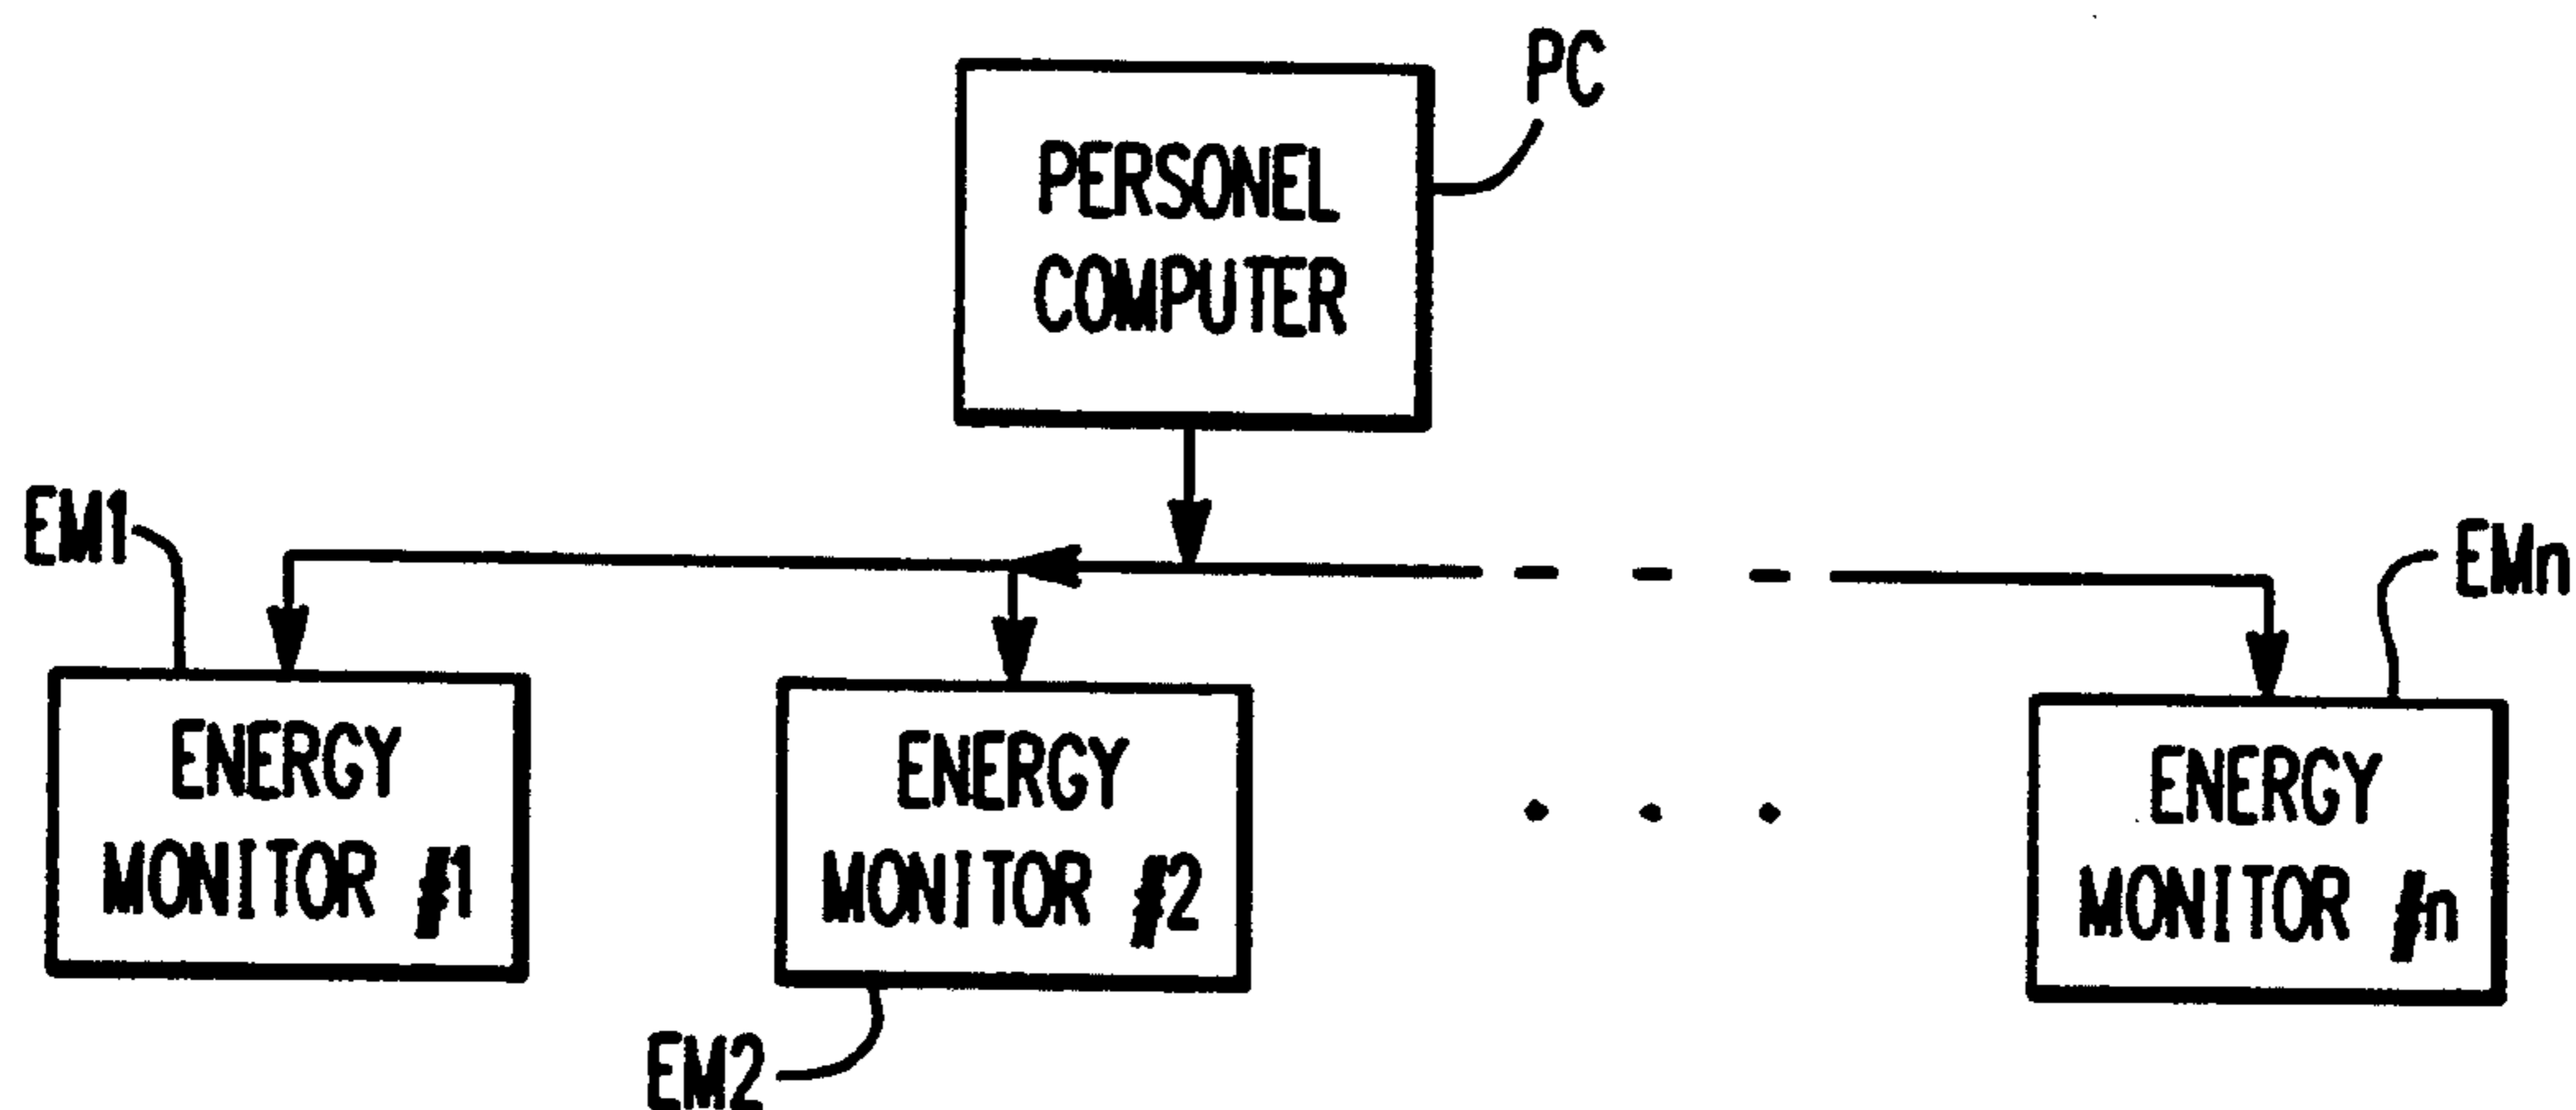 PC
PERSONEL
COMPUTER
EM1
EMn
ENERGY
MONITOR #1
ENERGY
MONITOR #2
ENERGY
MONITOR #n
EM2